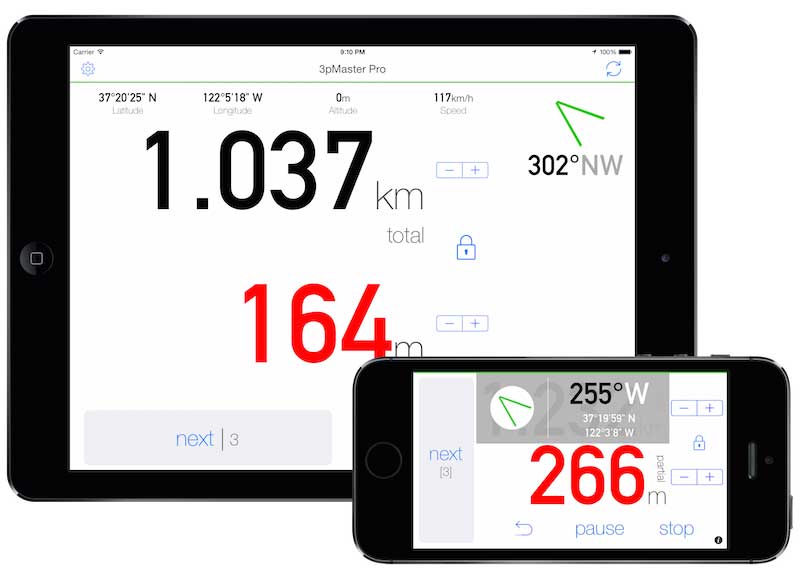 Carrier 9:10 PM 100%
3pMaster Pro
37°20'25" N 122°5'18" W 0m 117km/h
Latitude Longitude Altitude Speed
1.037 km
total
302°NW
164 m
next | 3
255°W
37°19'59" N
122°3'8" W
next
[3]
266 m
partial
pause stop